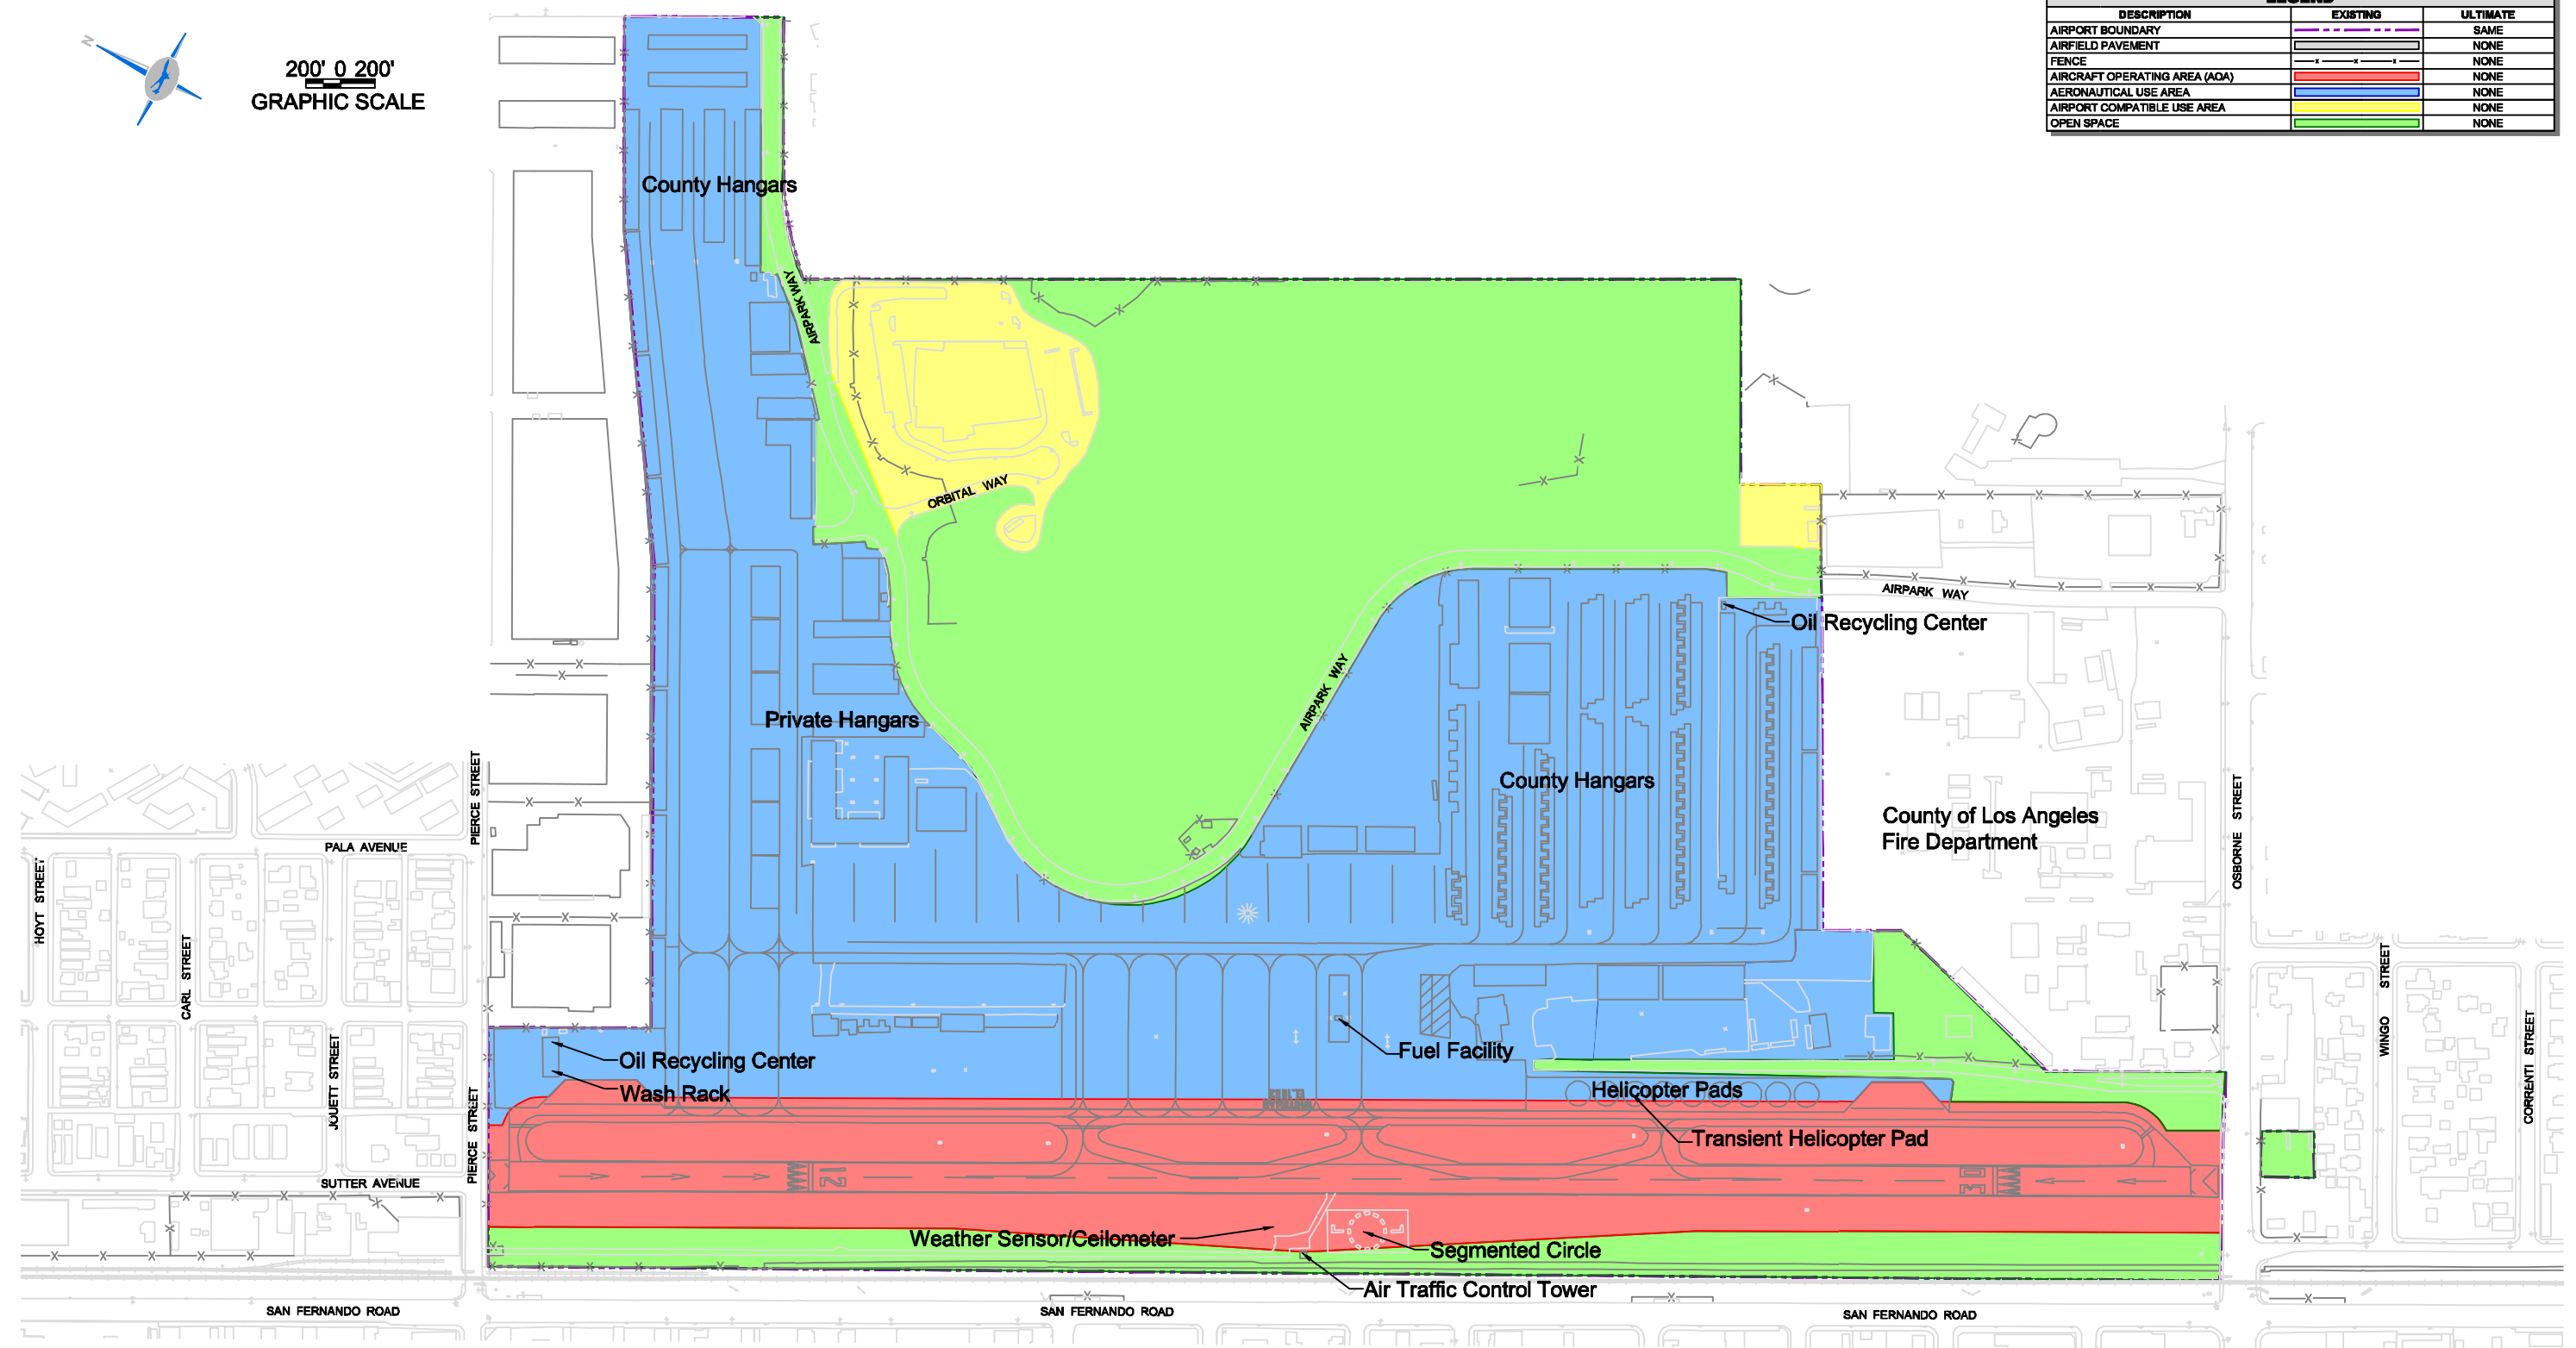 LEGEND
DESCRIPTION EXISTING ULTIMATE
AIRPORT BOUNDARY SAME
AIRFIELD PAVEMENT NONE
FENCE NONE
AIRCRAFT OPERATING AREA (AOA) NONE
AERONAUTICAL USE AREA NONE
AIRPORT COMPATIBLE USE AREA NONE
OPEN SPACE NONE
N
200' 0 200'
GRAPHIC SCALE
County Hangars
AIRPARK WAY
ORBITAL WAY
AIRPARK WAY
Oil Recycling Center
AIRPARK WAY
Private Hangars
County Hangars
County of Los Angeles
Fire Department
PIERCE STREET
PALA AVENUE
HOYT STREET
CARL STREET
JOUETT STREET
OSBORNE STREET
WINGO STREET
CORRENTI STREET
Oil Recycling Center
Wash Rack
Fuel Facility
Helicopter Pads
Transient Helicopter Pad
PIERCE STREET
SUTTER AVENUE
12
30
Weather Sensor/Ceilometer
Segmented Circle
Air Traffic Control Tower
SAN FERNANDO ROAD
SAN FERNANDO ROAD
SAN FERNANDO ROAD